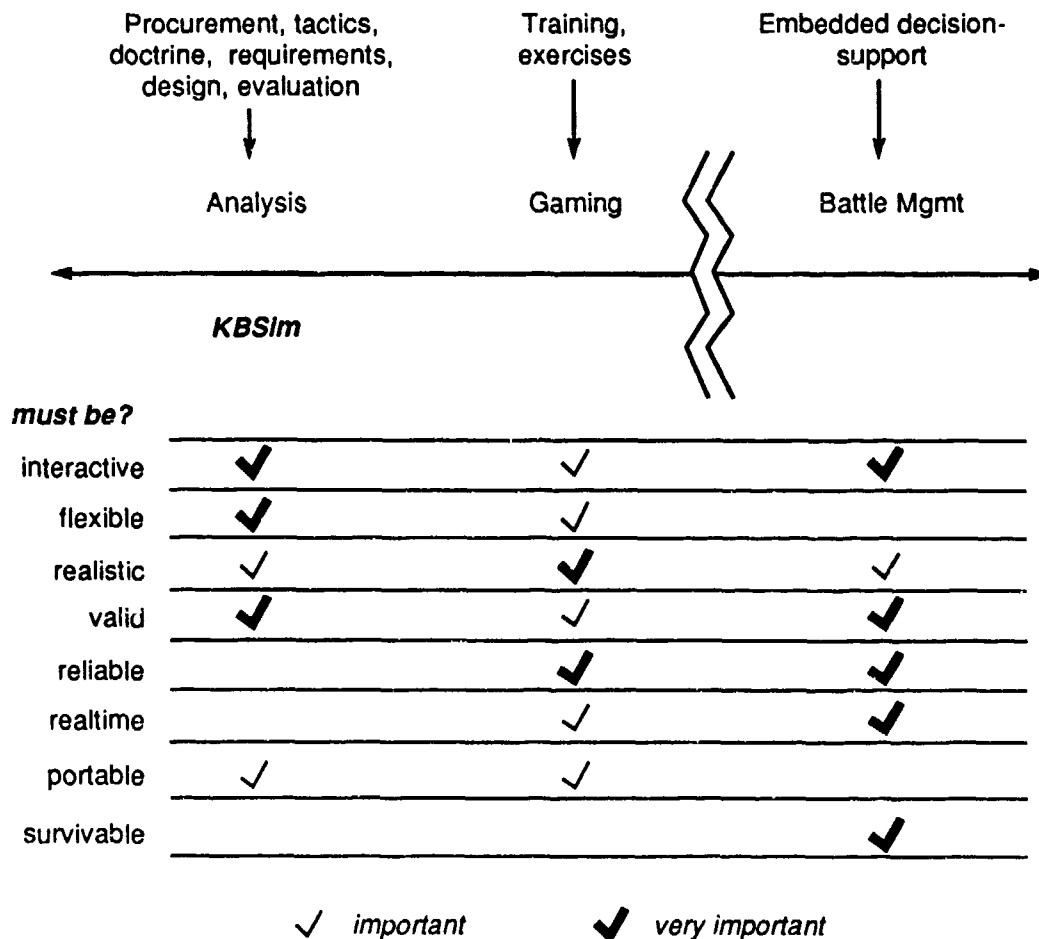 Procurement, tactics,
doctrine, requirements,
design, evaluation
Training,
exercises
Embedded decision-
support
Analysis
Gaming
Battle Mgmt
KBSim
must be?
interactive
flexible
realistic
valid
reliable
realtime
portable
survivable
important
very important